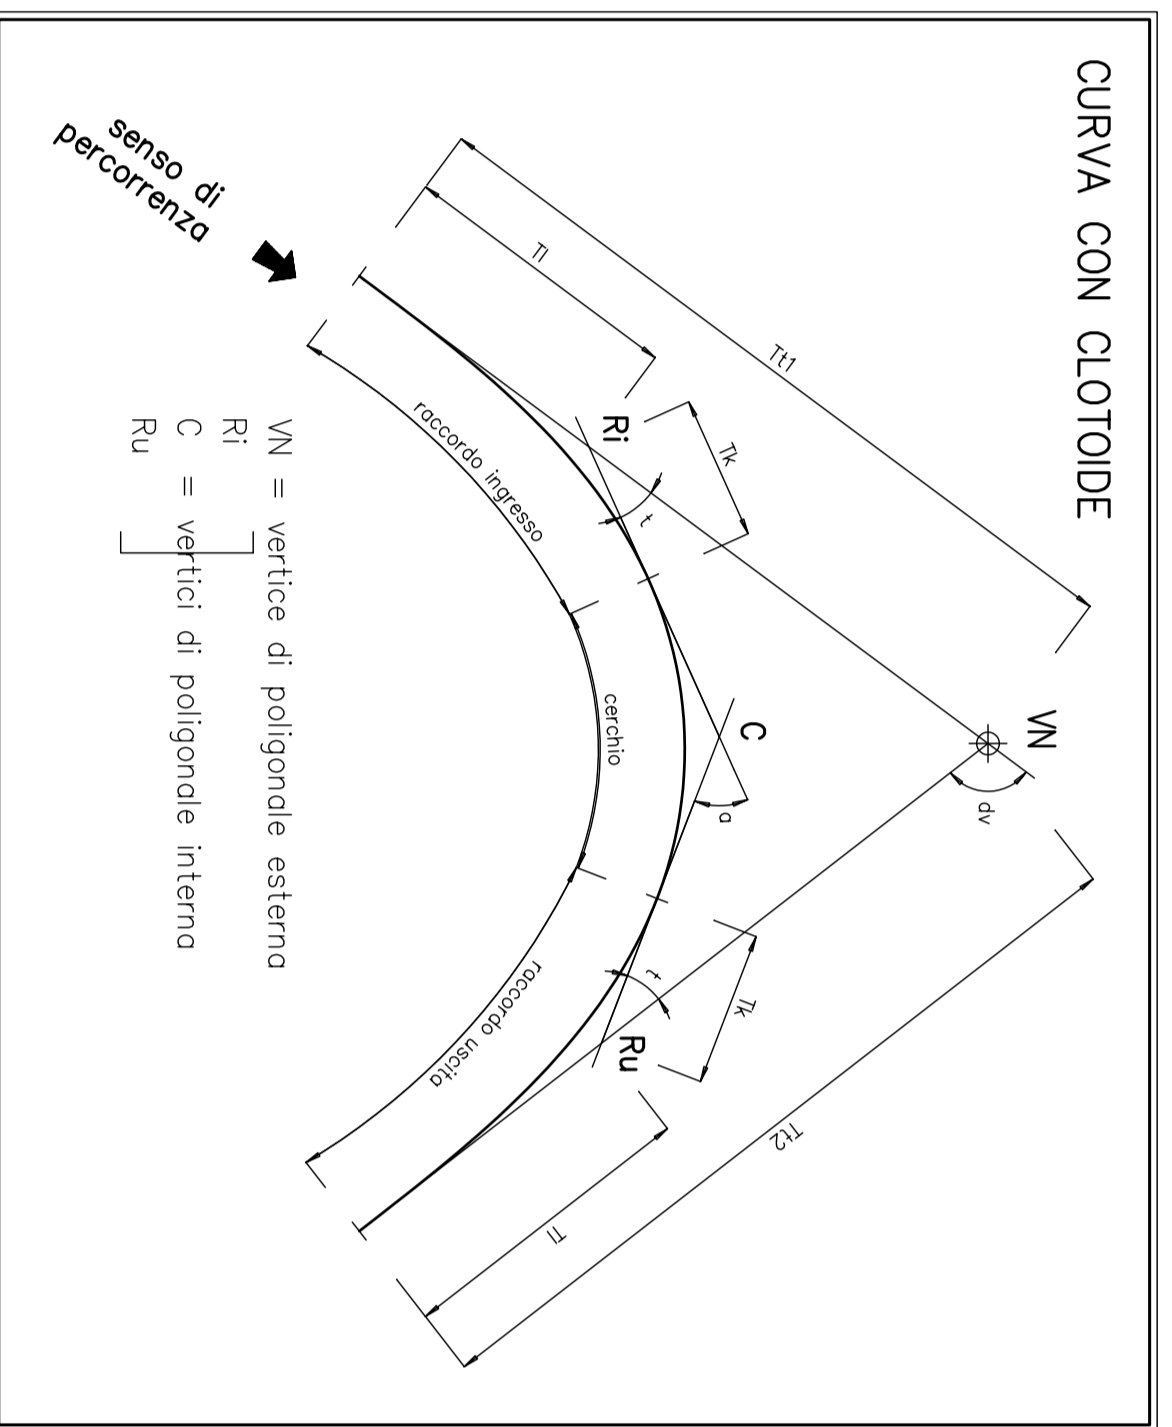 CURVA CON CLOTOIDE
VN
dv
Tt1
Tt2
Tl
Tk
Ri
t
C
a
Tk
t
Ru
Tl
raccordo ingresso
cerchio
raccordo uscita
senso di
percorrenza
VN = vertice di poligonale esterna
Ri
C = vertici di poligonale interna
Ru